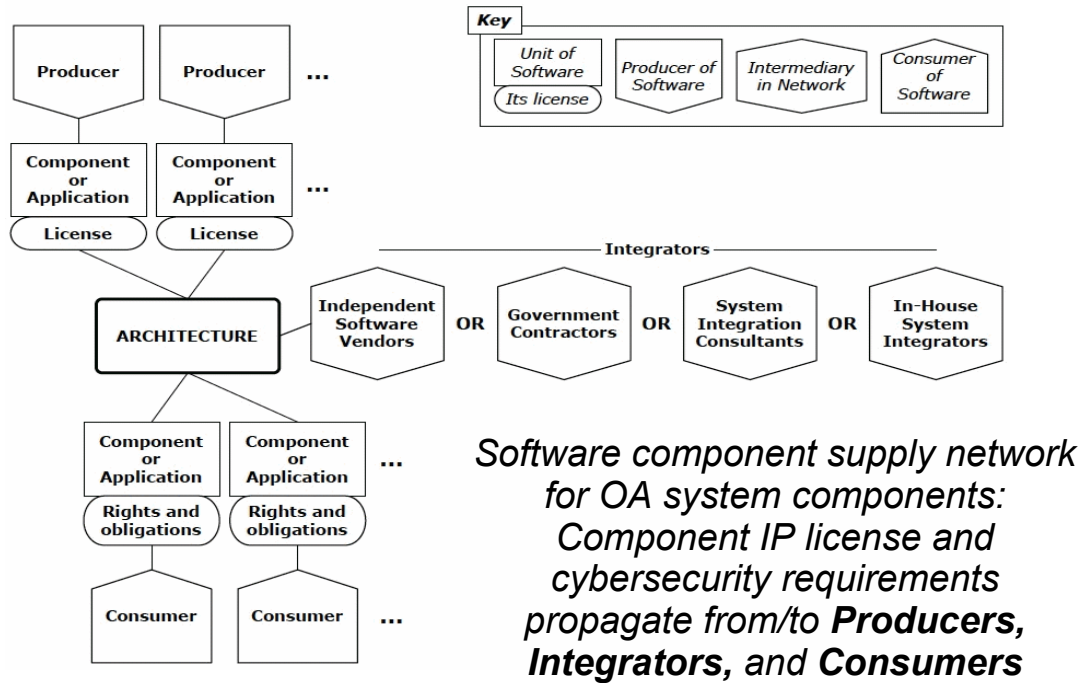 Key
Unit of
Software
Its license
Producer of
Software
Intermediary
in Network
Consumer
of
Software
Producer
Producer
...
Component
or
Application
License
Component
or
Application
License
...
Integrators
ARCHITECTURE
Independent
Software
Vendors
OR
Government
Contractors
OR
System
Integration
Consultants
OR
In-House
System
Integrators
Component
or
Application
Rights and
obligations
Component
or
Application
Rights and
obligations
...
Consumer
Consumer
...
Software component supply network
for OA system components:
Component IP license and
cybersecurity requirements
propagate from/to Producers,
Integrators, and Consumers